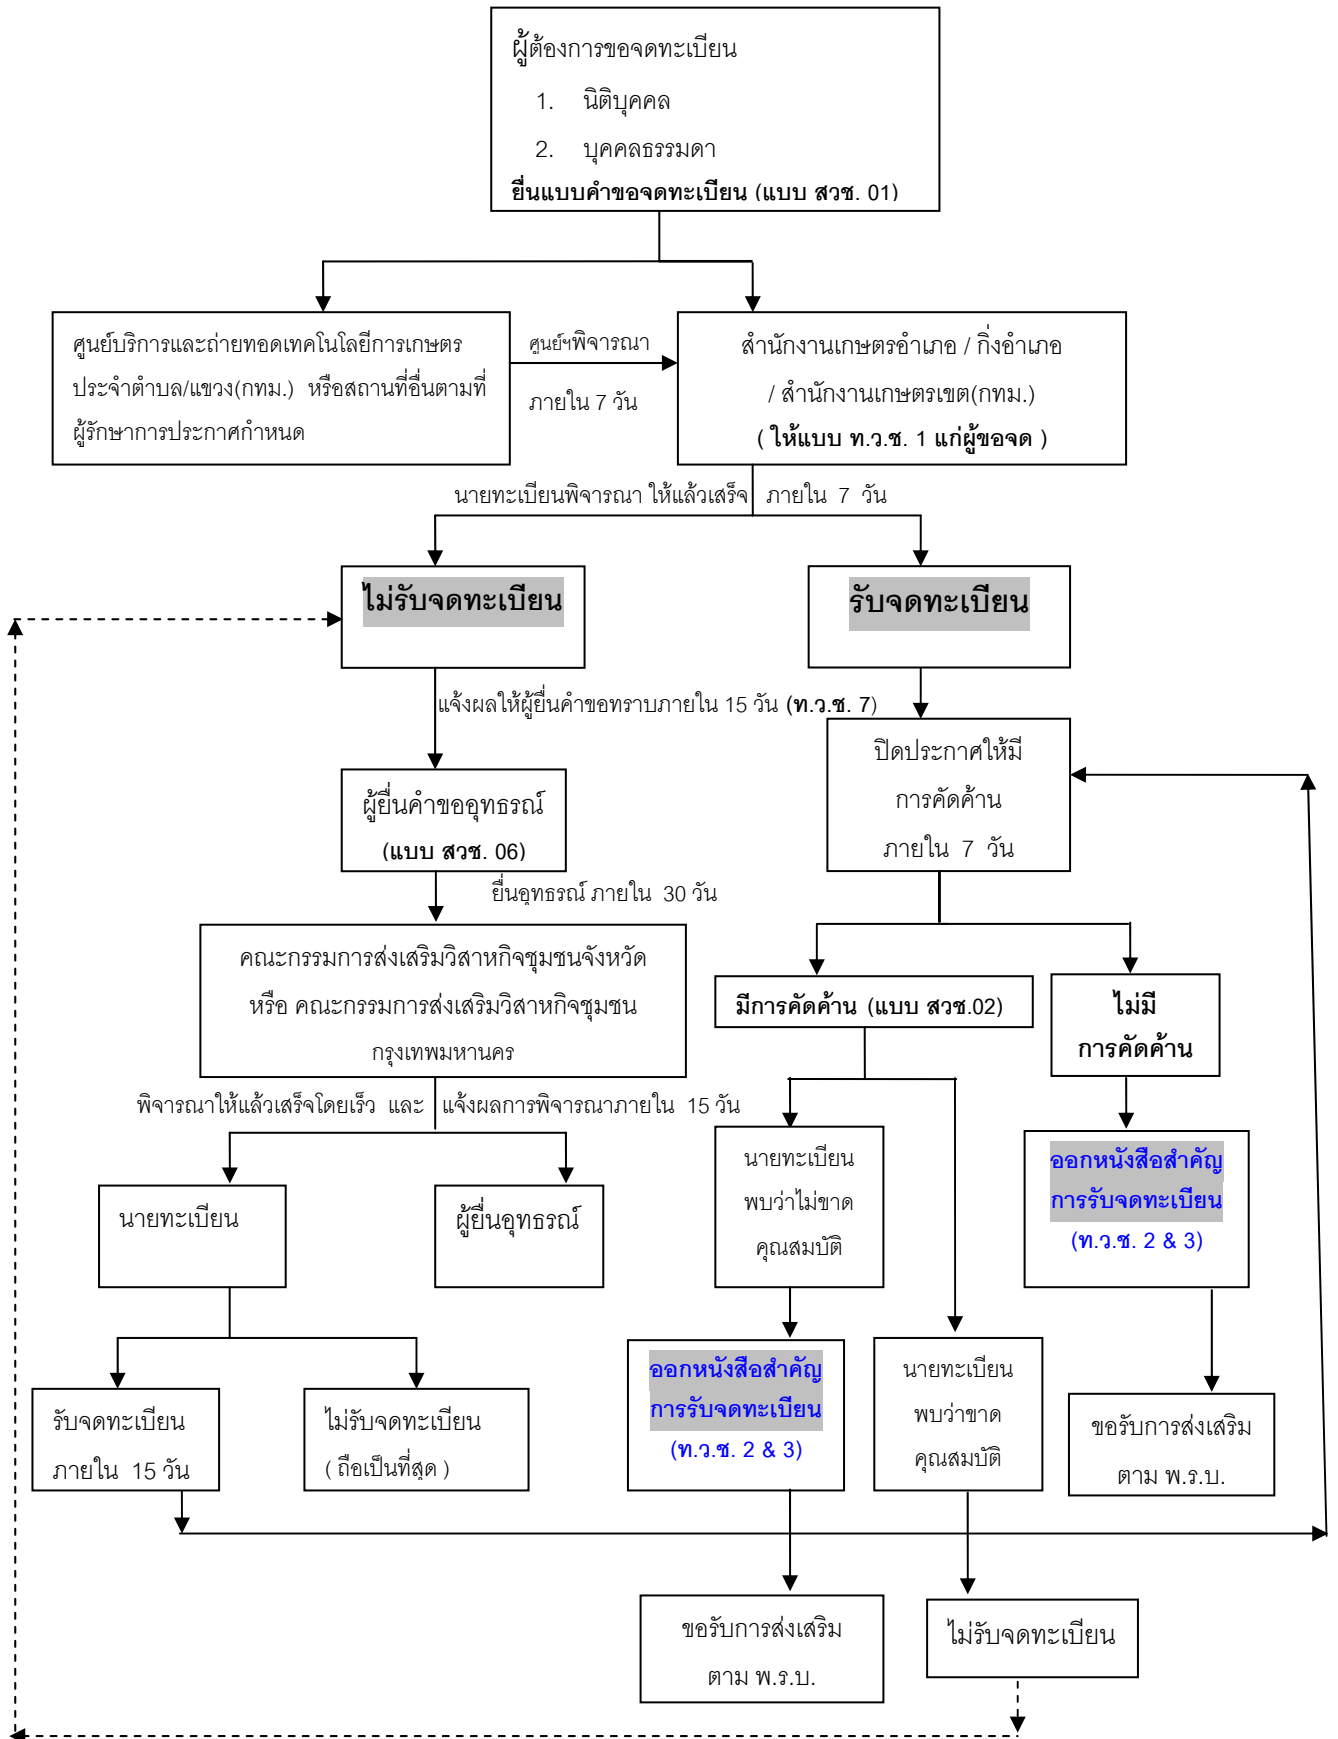 ผู้ต้องการขอจดทะเบียน
1. นิติบุคคล
2. บุคคลธรรมดา
ยื่นแบบคำขอจดทะเบียน (แบบ สวช. 01)
ศูนย์บริการและถ่ายทอดเทคโนโลยีการเกษตร
ประจำตำบล/แขวง(กทม.) หรือสถานที่อื่นตามที่
ผู้รักษาการประกาศกำหนด
ศูนย์ฯพิจารณา
ภายใน 7 วัน
สำนักงานเกษตรอำเภอ / กิ่งอำเภอ
/ สำนักงานเกษตรเขต(กทม.)
( ให้แบบ ท.ว.ช. 1 แก่ผู้ขอจด )
นายทะเบียนพิจารณา ให้แล้วเสร็จ ภายใน 7 วัน
ไม่รับจดทะเบียน
รับจดทะเบียน
แจ้งผลให้ผู้ยื่นคำขอทราบภายใน 15 วัน (ท.ว.ช. 7)
ปิดประกาศให้มี
การคัดค้าน
ภายใน 7 วัน
ผู้ยื่นคำขออุทธรณ์
(แบบ สวช. 06)
ยื่นอุทธรณ์ ภายใน 30 วัน
คณะกรรมการส่งเสริมวิสาหกิจชุมชนจังหวัด
หรือ คณะกรรมการส่งเสริมวิสาหกิจชุมชน
กรุงเทพมหานคร
มีการคัดค้าน (แบบ สวช.02)
ไม่มี
การคัดค้าน
พิจารณาให้แล้วเสร็จโดยเร็ว และ แจ้งผลการพิจารณาภายใน 15 วัน
นายทะเบียน
ผู้ยื่นอุทธรณ์
นายทะเบียน
พบว่าไม่ขาด
คุณสมบัติ
ออกหนังสือสำคัญ
การรับจดทะเบียน
(ท.ว.ช. 2 & 3)
รับจดทะเบียน
ภายใน 15 วัน
ไม่รับจดทะเบียน
( ถือเป็นที่สุด )
ออกหนังสือสำคัญ
การรับจดทะเบียน
(ท.ว.ช. 2 & 3)
นายทะเบียน
พบว่าขาด
คุณสมบัติ
ขอรับการส่งเสริม
ตาม พ.ร.บ.
ขอรับการส่งเสริม
ตาม พ.ร.บ.
ไม่รับจดทะเบียน